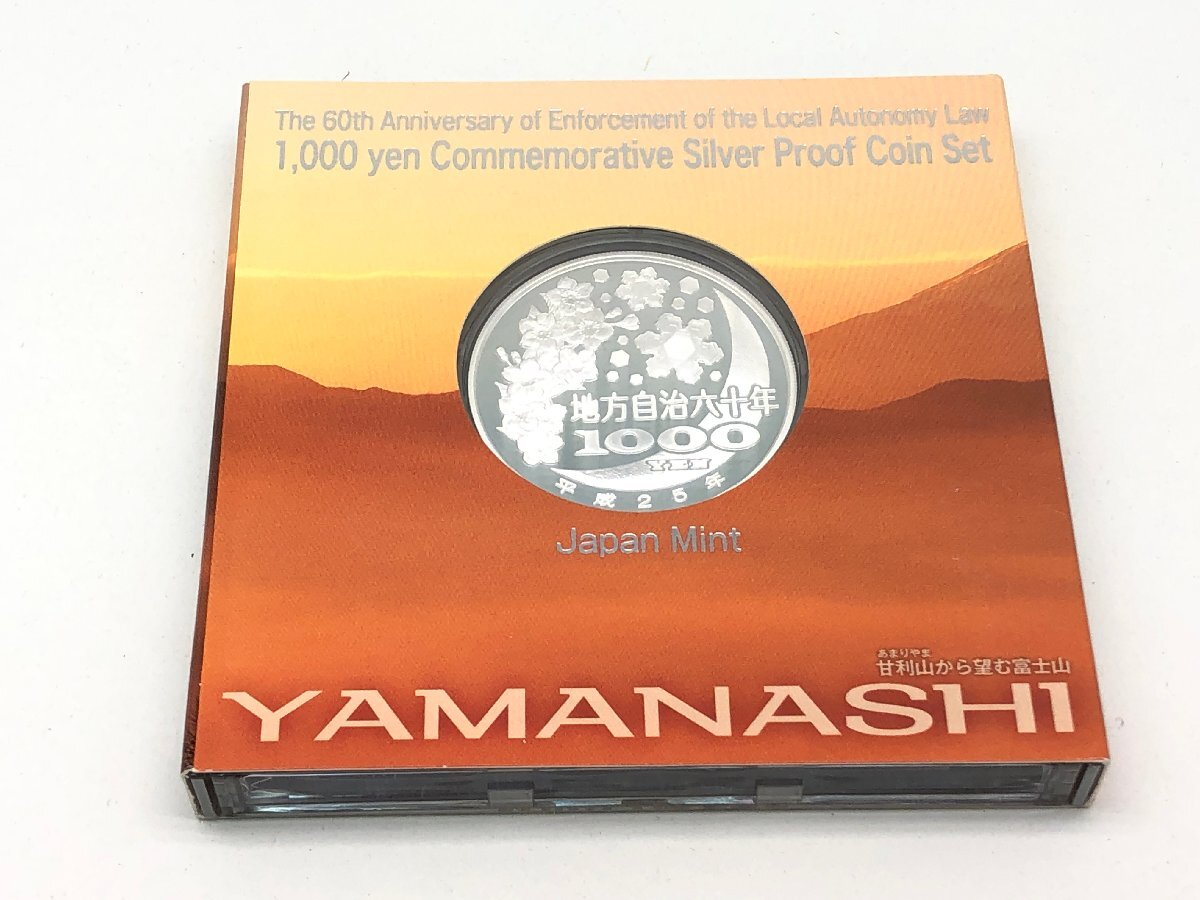 The 60th Anniversary of Enforcement of the Local Autonomy Law
1,000 yen Commemorative Silver Proof Coin Set
地方自治六十年
1000
YEN
平成25年
Japan Mint
あまりやま
甘利山から望む富士山
YAMANASHI